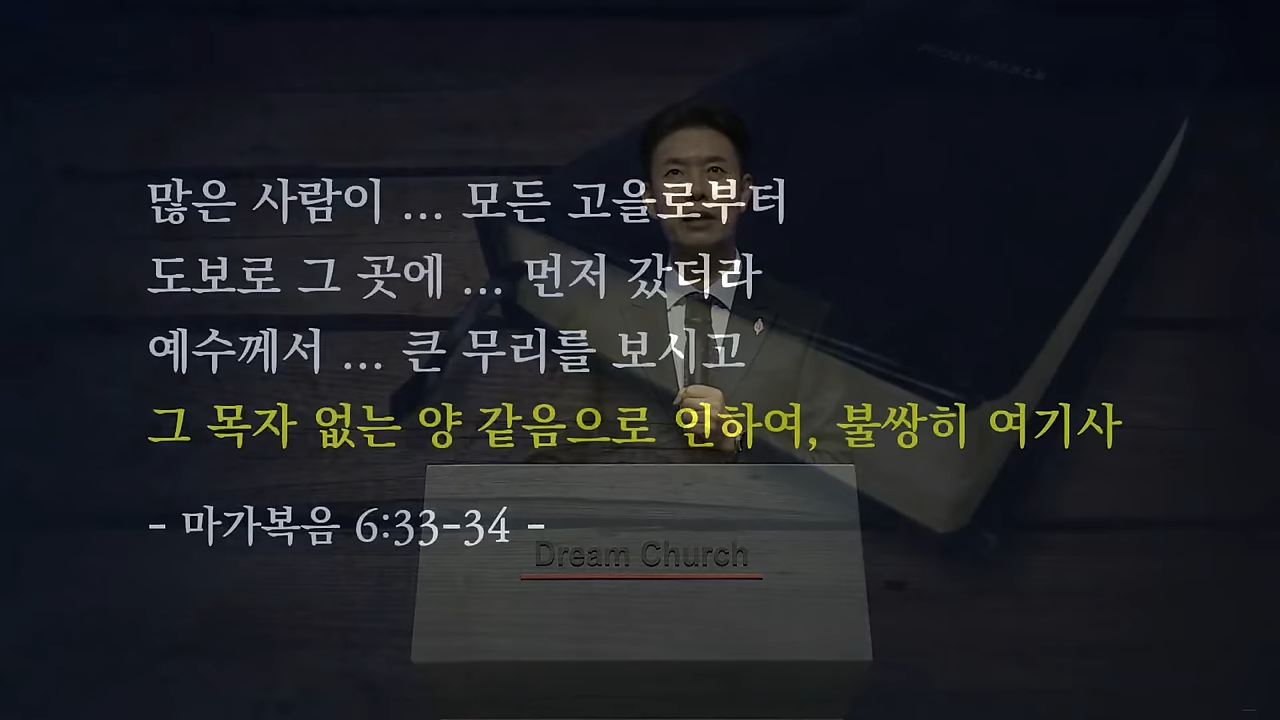 많은 사람이 ... 모든 고을로부터
도보로 그 곳에 ... 먼저 갔더라
예수께서 ... 큰 무리를 보시고
그 목자 없는 양 같음으로 인하여, 불쌍히 여기사
- 마가복음 6:33-34 -
Dream Church